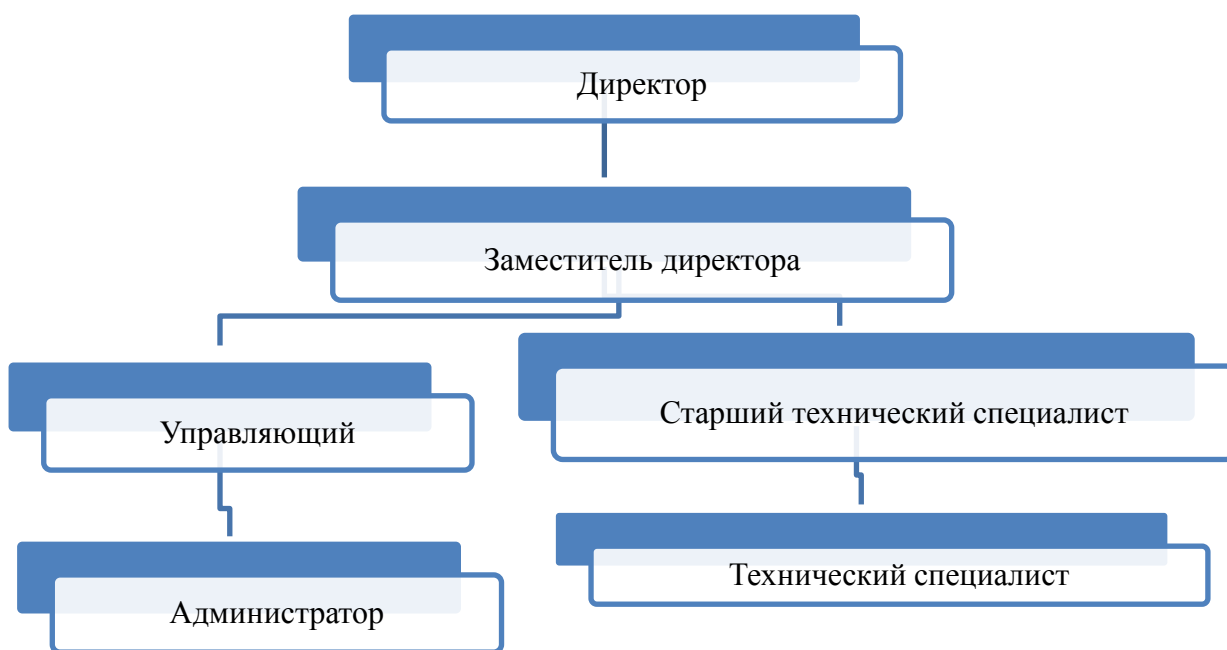 Директор
Заместитель директора
Управляющий
Старший технический специалист
Администратор
Технический специалист